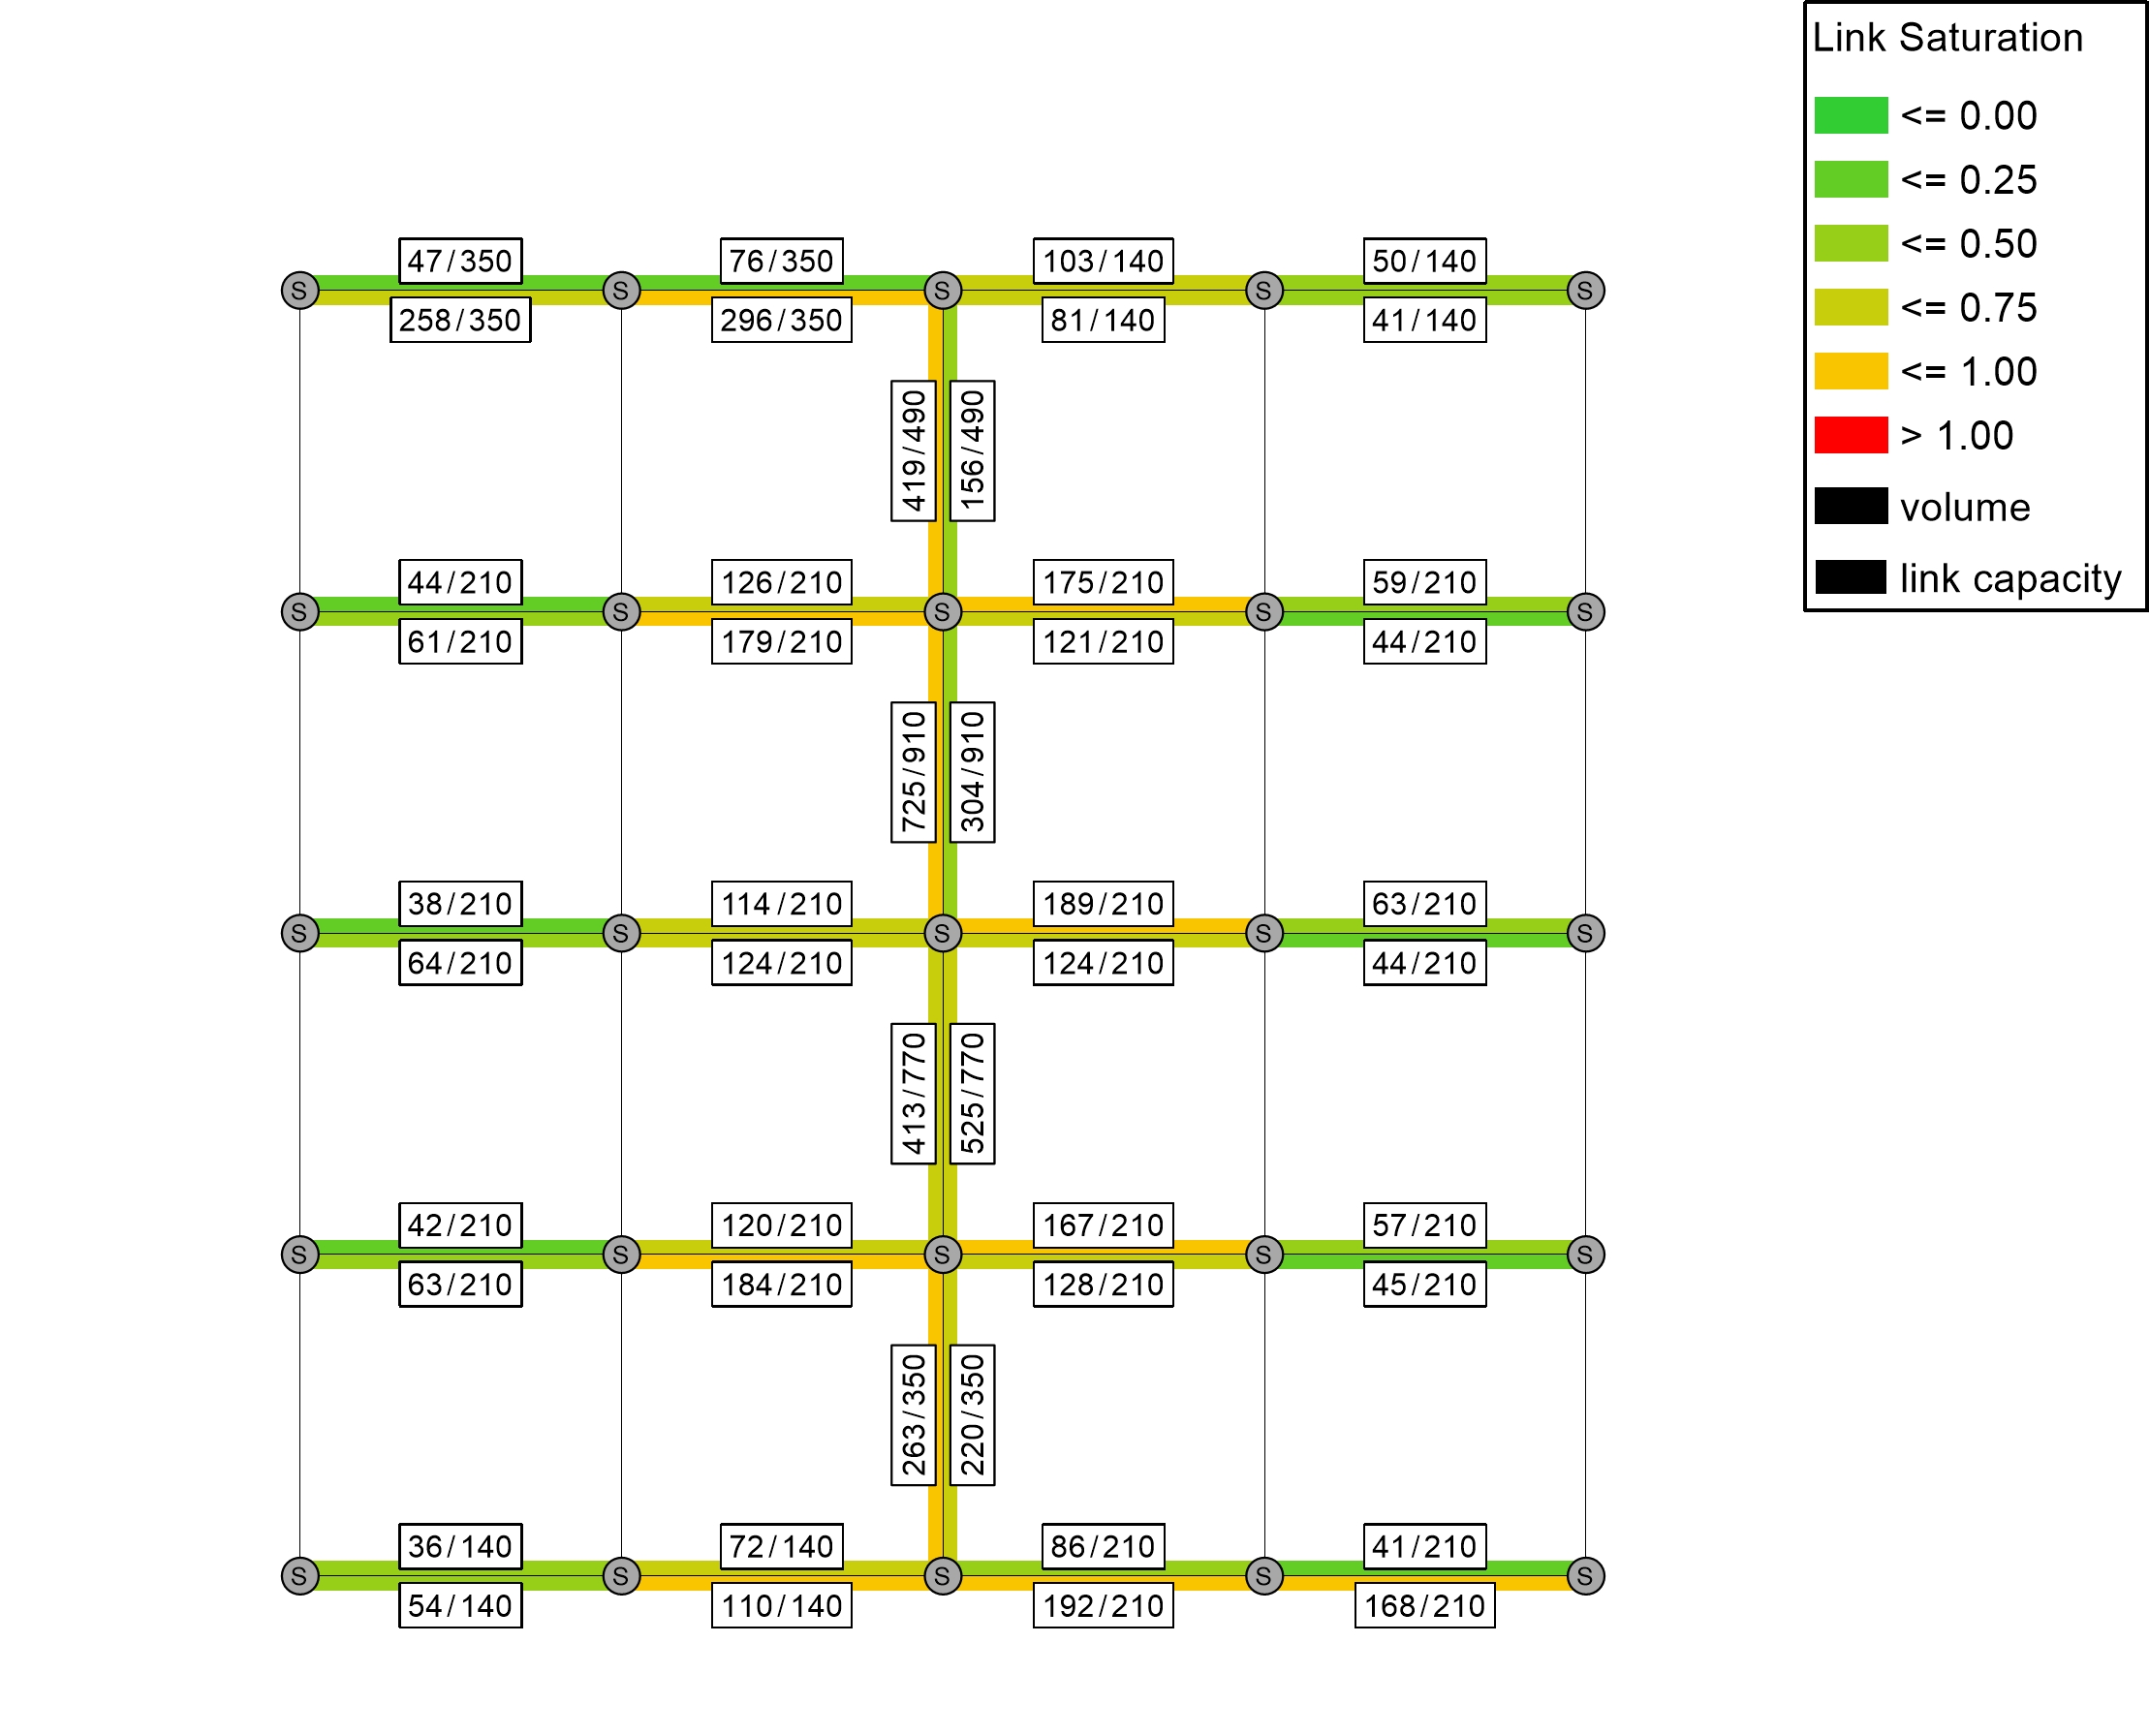 Link Saturation
<= 0.00
<= 0.25
<= 0.50
<= 0.75
<= 1.00
> 1.00
volume
link capacity
47/350
76/350
103/140
50/140
S
S
S
S
S
258/350
296/350
81/140
41/140
419/490
156/490
44/210
126/210
175/210
59/210
S
S
S
S
S
61/210
179/210
121/210
44/210
725/910
304/910
38/210
114/210
189/210
63/210
S
S
S
S
S
64/210
124/210
124/210
44/210
413/770
525/770
42/210
120/210
167/210
57/210
S
S
S
S
S
63/210
184/210
128/210
45/210
263/350
220/350
36/140
72/140
86/210
41/210
S
S
S
S
S
54/140
110/140
192/210
168/210